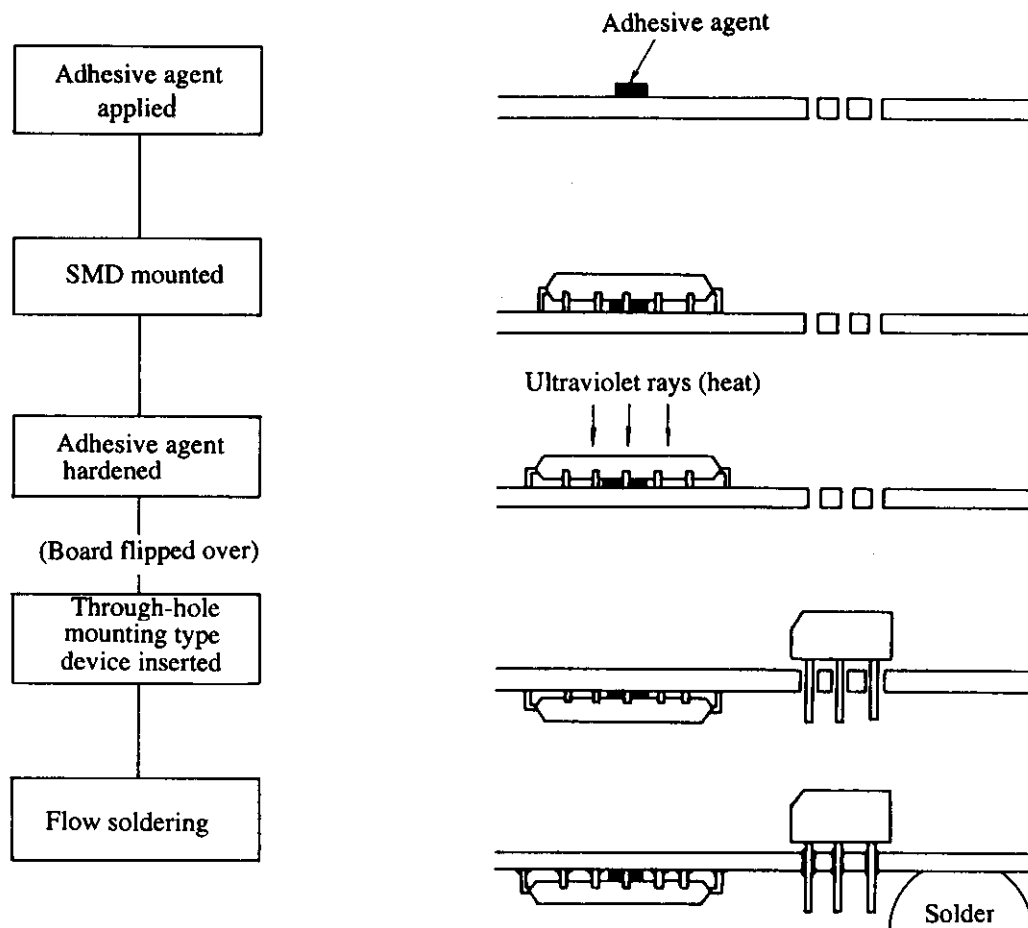 Adhesive agent
Adhesive agent
applied
SMD mounted
Ultraviolet rays (heat)
Adhesive agent
hardened
(Board flipped over)
Through-hole
mounting type
device inserted
Flow soldering
Solder